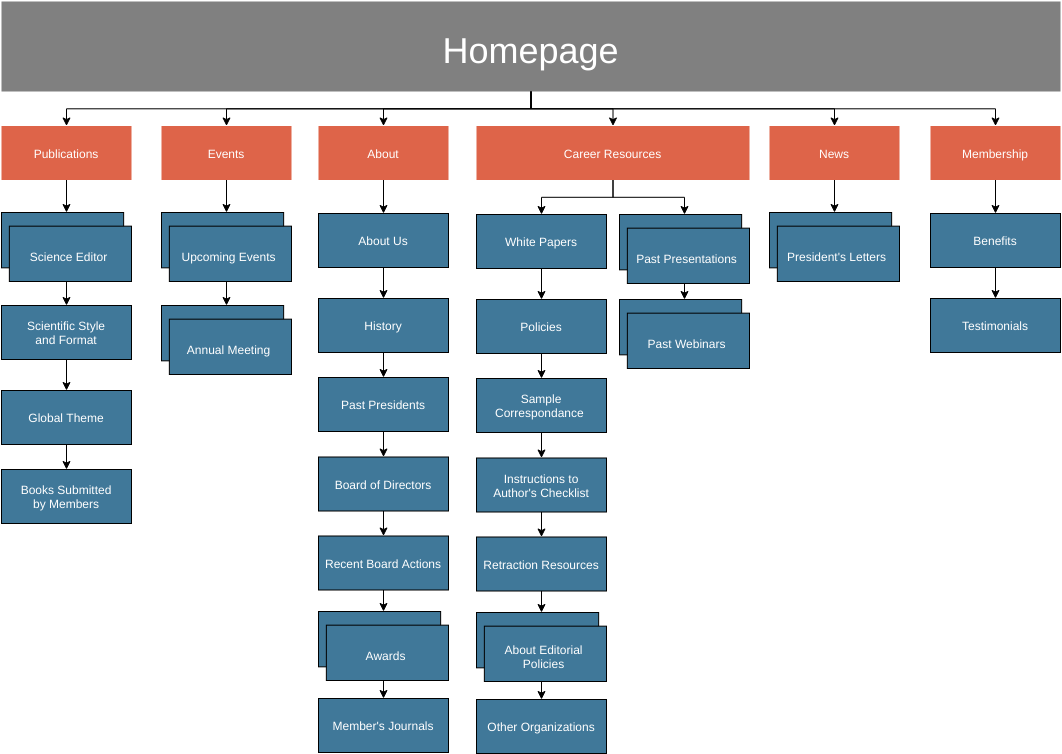 Homepage
Publications
Events
About
Career Resources
News
Membership
Science Editor
Scientific Style
and Format
Global Theme
Books Submitted
by Members
Upcoming Events
Annual Meeting
About Us
History
Past Presidents
Board of Directors
Recent Board Actions
Awards
Member's Journals
White Papers
Policies
Sample
Correspondance
Instructions to
Author's Checklist
Retraction Resources
About Editorial
Policies
Other Organizations
Past Presentations
Past Webinars
President's Letters
Benefits
Testimonials